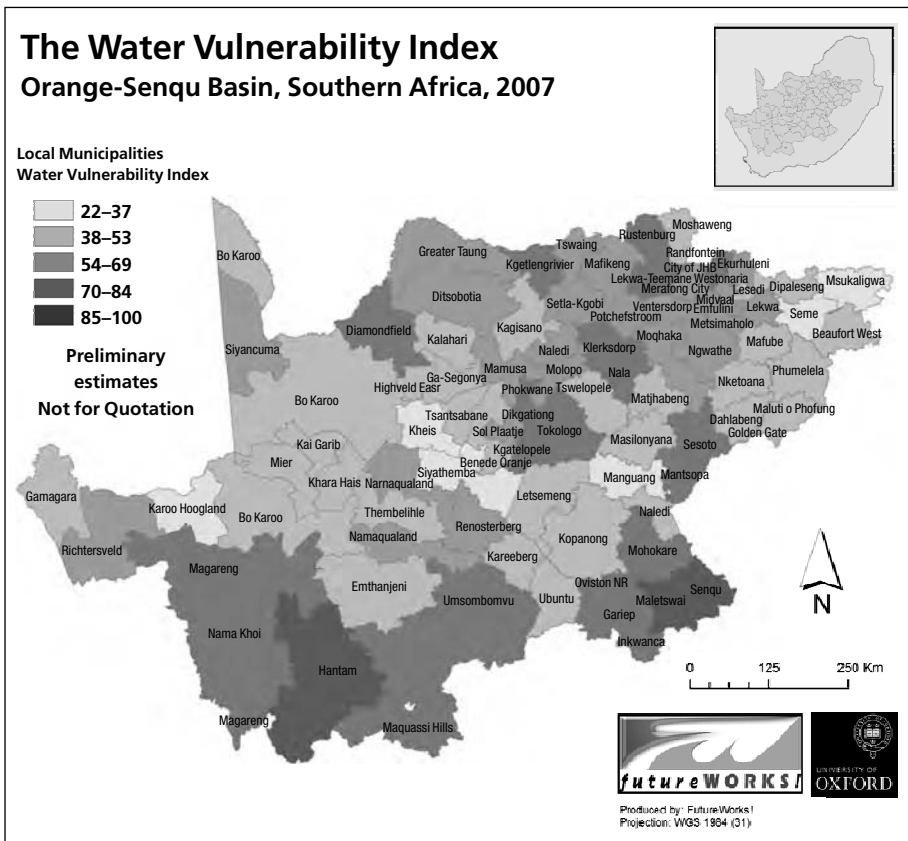 The Water Vulnerability Index
Orange-Senqu Basin, Southern Africa, 2007
Local Municipalities
Water Vulnerability Index
22–37
38–53
54–69
70–84
85–100
Preliminary
estimates
Not for Quotation
Bo Karoo
Greater Taung
Tswaing
Rustenburg
Moshaweng
Kgetlengrivier
Mafikeng
Randfontein
City of JHB
Ekurhuleni
Lekwa-Teemane
Westonaria
Merafong City
Lesedi
Dipaleseng
Msukaligwa
Ditsobotia
Setla-Kgobi
Ventersdorp
Midvaal
Emfulini
Lekwa
Seme
Potchefstroom
Metsimaholo
Beaufort West
Diamondfield
Kagisano
Kalahari
Siyancuma
Naledi
Klerksdorp
Moqhaka
Ngwathe
Mafube
Ga-Segonya
Mamusa
Molopo
Nala
Phumelela
Highveld Easr
Phokwane
Tswelopele
Nketoana
Bo Karoo
Matjhabeng
Tsantsabane
Dikgationg
Dahlabeng
Maluti o Phofung
Kheis
Sol Plaatje
Tokologo
Golden Gate
Kai Garib
Kgatelopele
Masilonyana
Sesoto
Mier
Benede Oranje
Siyathemba
Manguang
Mantsopa
Khara Hais
Narnaqualand
Gamagara
Letsemeng
Karoo Hoogland
Bo Karoo
Thembelihle
Naledi
Renosterberg
Namaqualand
Kopanong
Richtersveld
Mohokare
Kareeberg
Magareng
Emthanjeni
Oviston NR
Senqu
Umsombomvu
Ubuntu
Maletswai
Gariep
Nama Khoi
Inkwanca
Hantam
Magareng
Maquassi Hills
N
0 125 250 Km
futureWORKS!
UNIVERSITY OF
OXFORD
Produced by: FutureWorks!
Projection: WGS 1984 (31)